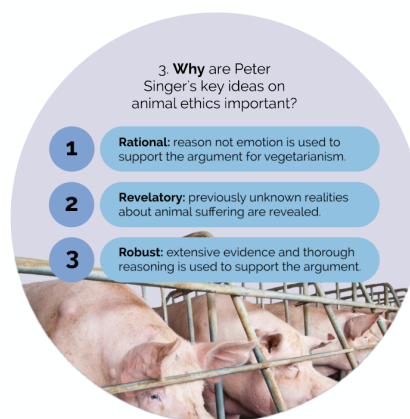 3. Why are Peter
Singer's key ideas on
animal ethics important?
1
Rational: reason not emotion is used to
support the argument for vegetarianism.
2
Revelatory: previously unknown realities
about animal suffering are revealed.
3
Robust: extensive evidence and thorough
reasoning is used to support the argument.